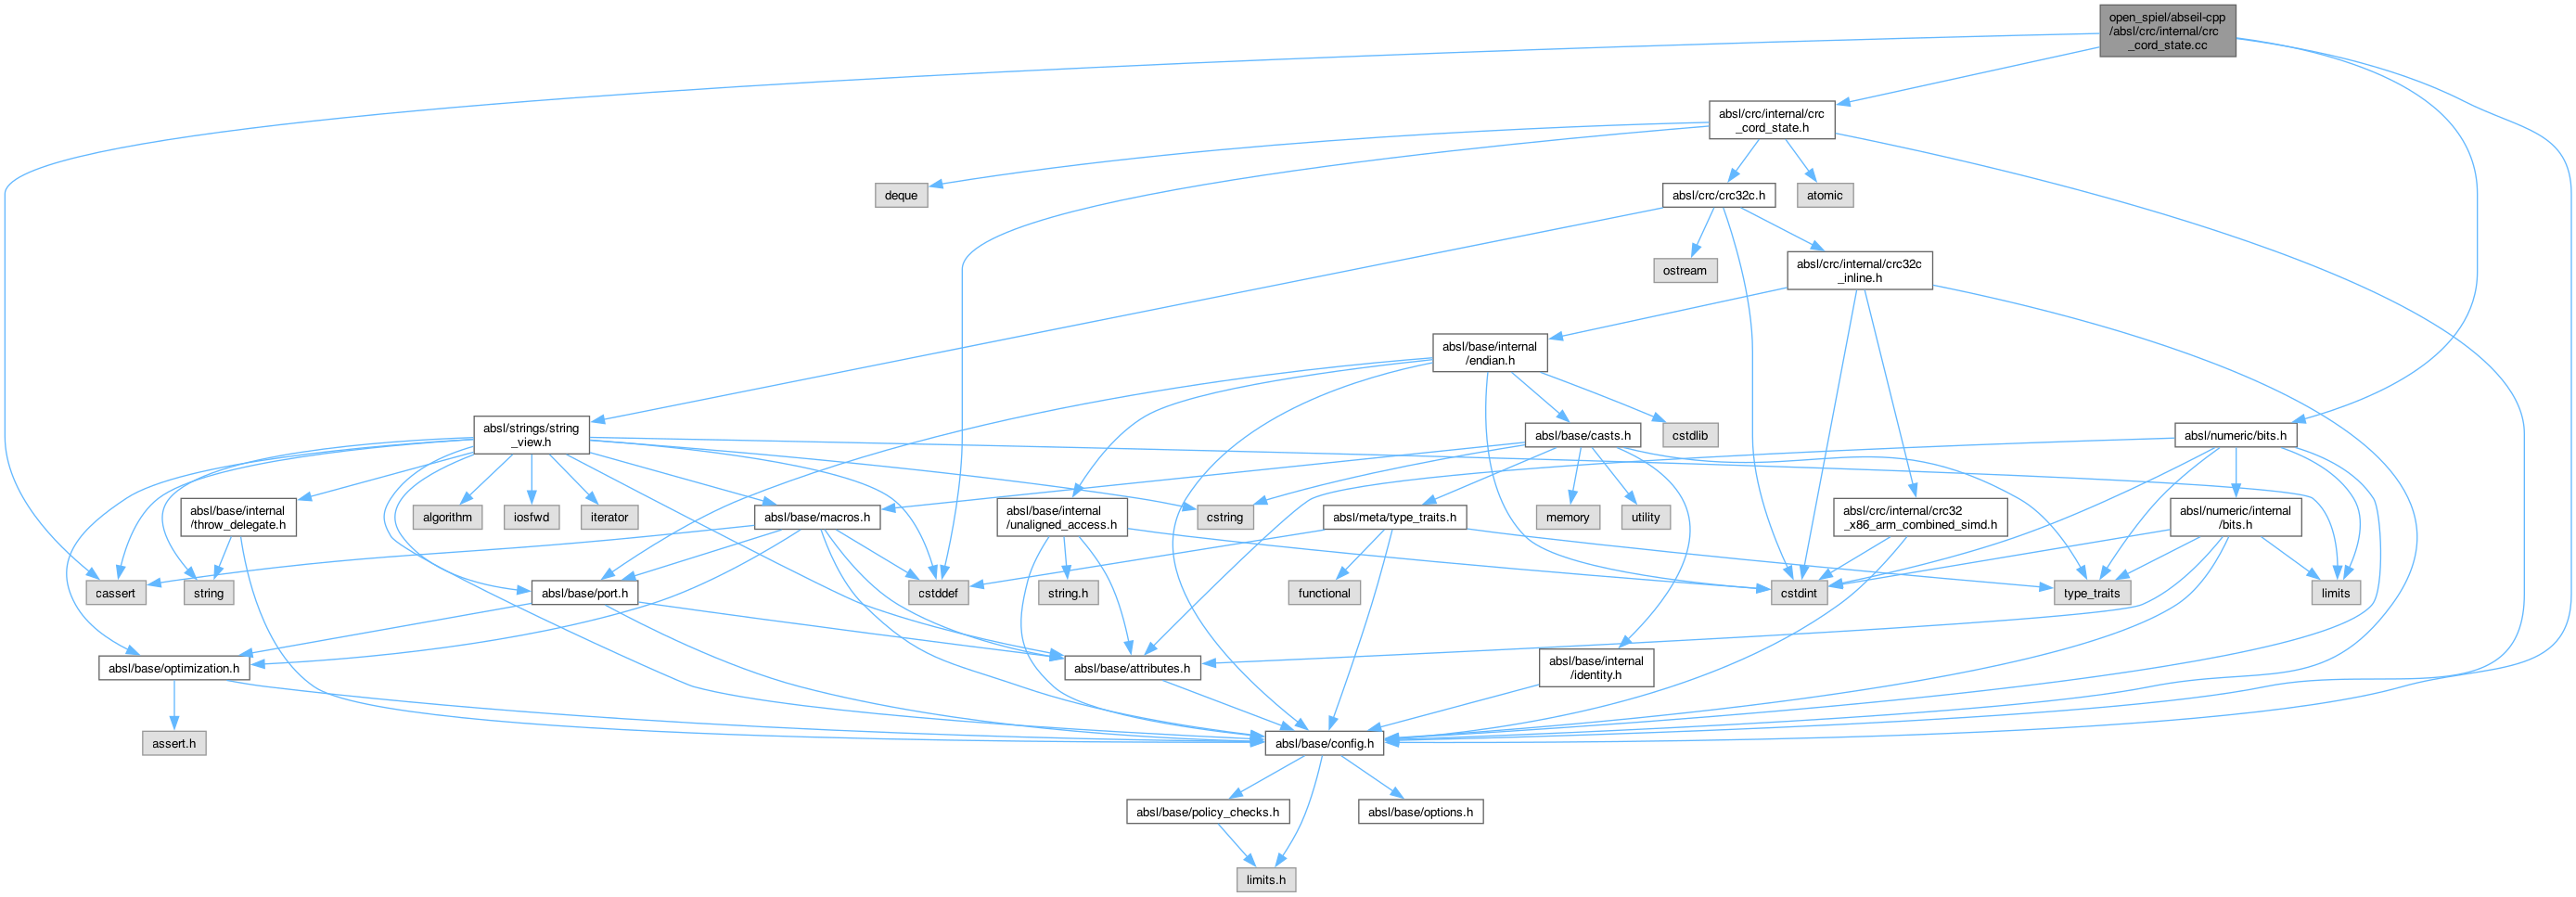 open_spiel/abseil-cpp
/absl/crc/internal/crc
_cord_state.cc
absl/crc/internal/crc
_cord_state.h
deque
absl/crc/crc32c.h
atomic
ostream
absl/crc/internal/crc32c
_inline.h
absl/base/internal
/endian.h
absl/strings/string
_view.h
absl/base/casts.h
cstdlib
absl/numeric/bits.h
absl/base/internal
/throw_delegate.h
algorithm
iosfwd
iterator
absl/base/macros.h
absl/base/internal
/unaligned_access.h
cstring
absl/meta/type_traits.h
memory
utility
absl/crc/internal/crc32
_x86_arm_combined_simd.h
absl/numeric/internal
/bits.h
cassert
string
absl/base/port.h
cstddef
string.h
functional
cstdint
type_traits
limits
absl/base/optimization.h
absl/base/attributes.h
absl/base/internal
/identity.h
assert.h
absl/base/config.h
absl/base/policy_checks.h
absl/base/options.h
limits.h